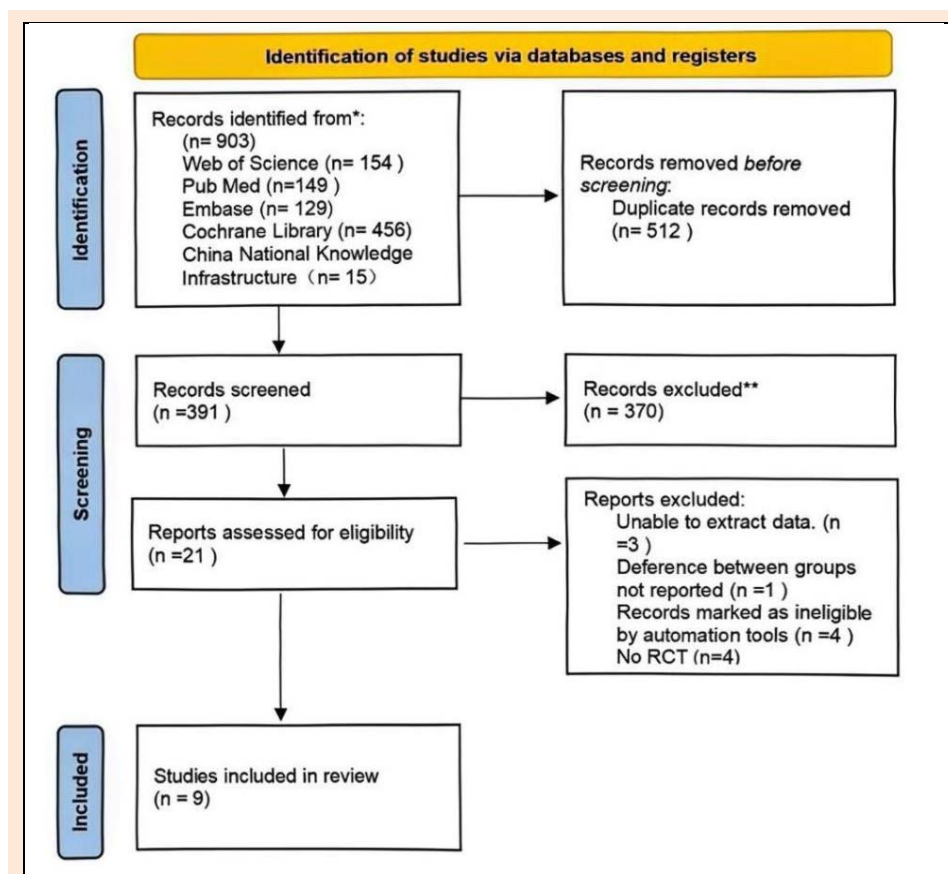 Identification of studies via databases and registers
Identification
Records identified from*:
(n= 903)
Web of Science (n= 154 )
Pub Med (n=149 )
Embase (n= 129)
Cochrane Library (n= 456)
China National Knowledge
Infrastructure（n= 15）
Records removed before
screening:
Duplicate records removed
(n= 512 )
Screening
Records screened
(n =391 )
Records excluded**
(n = 370)
Reports assessed for eligibility
(n =21 )
Reports excluded:
Unable to extract data. (n
=3 )
Deference between groups
not reported (n =1 )
Records marked as ineligible
by automation tools (n =4 )
No RCT (n=4)
Included
Studies included in review
(n = 9)